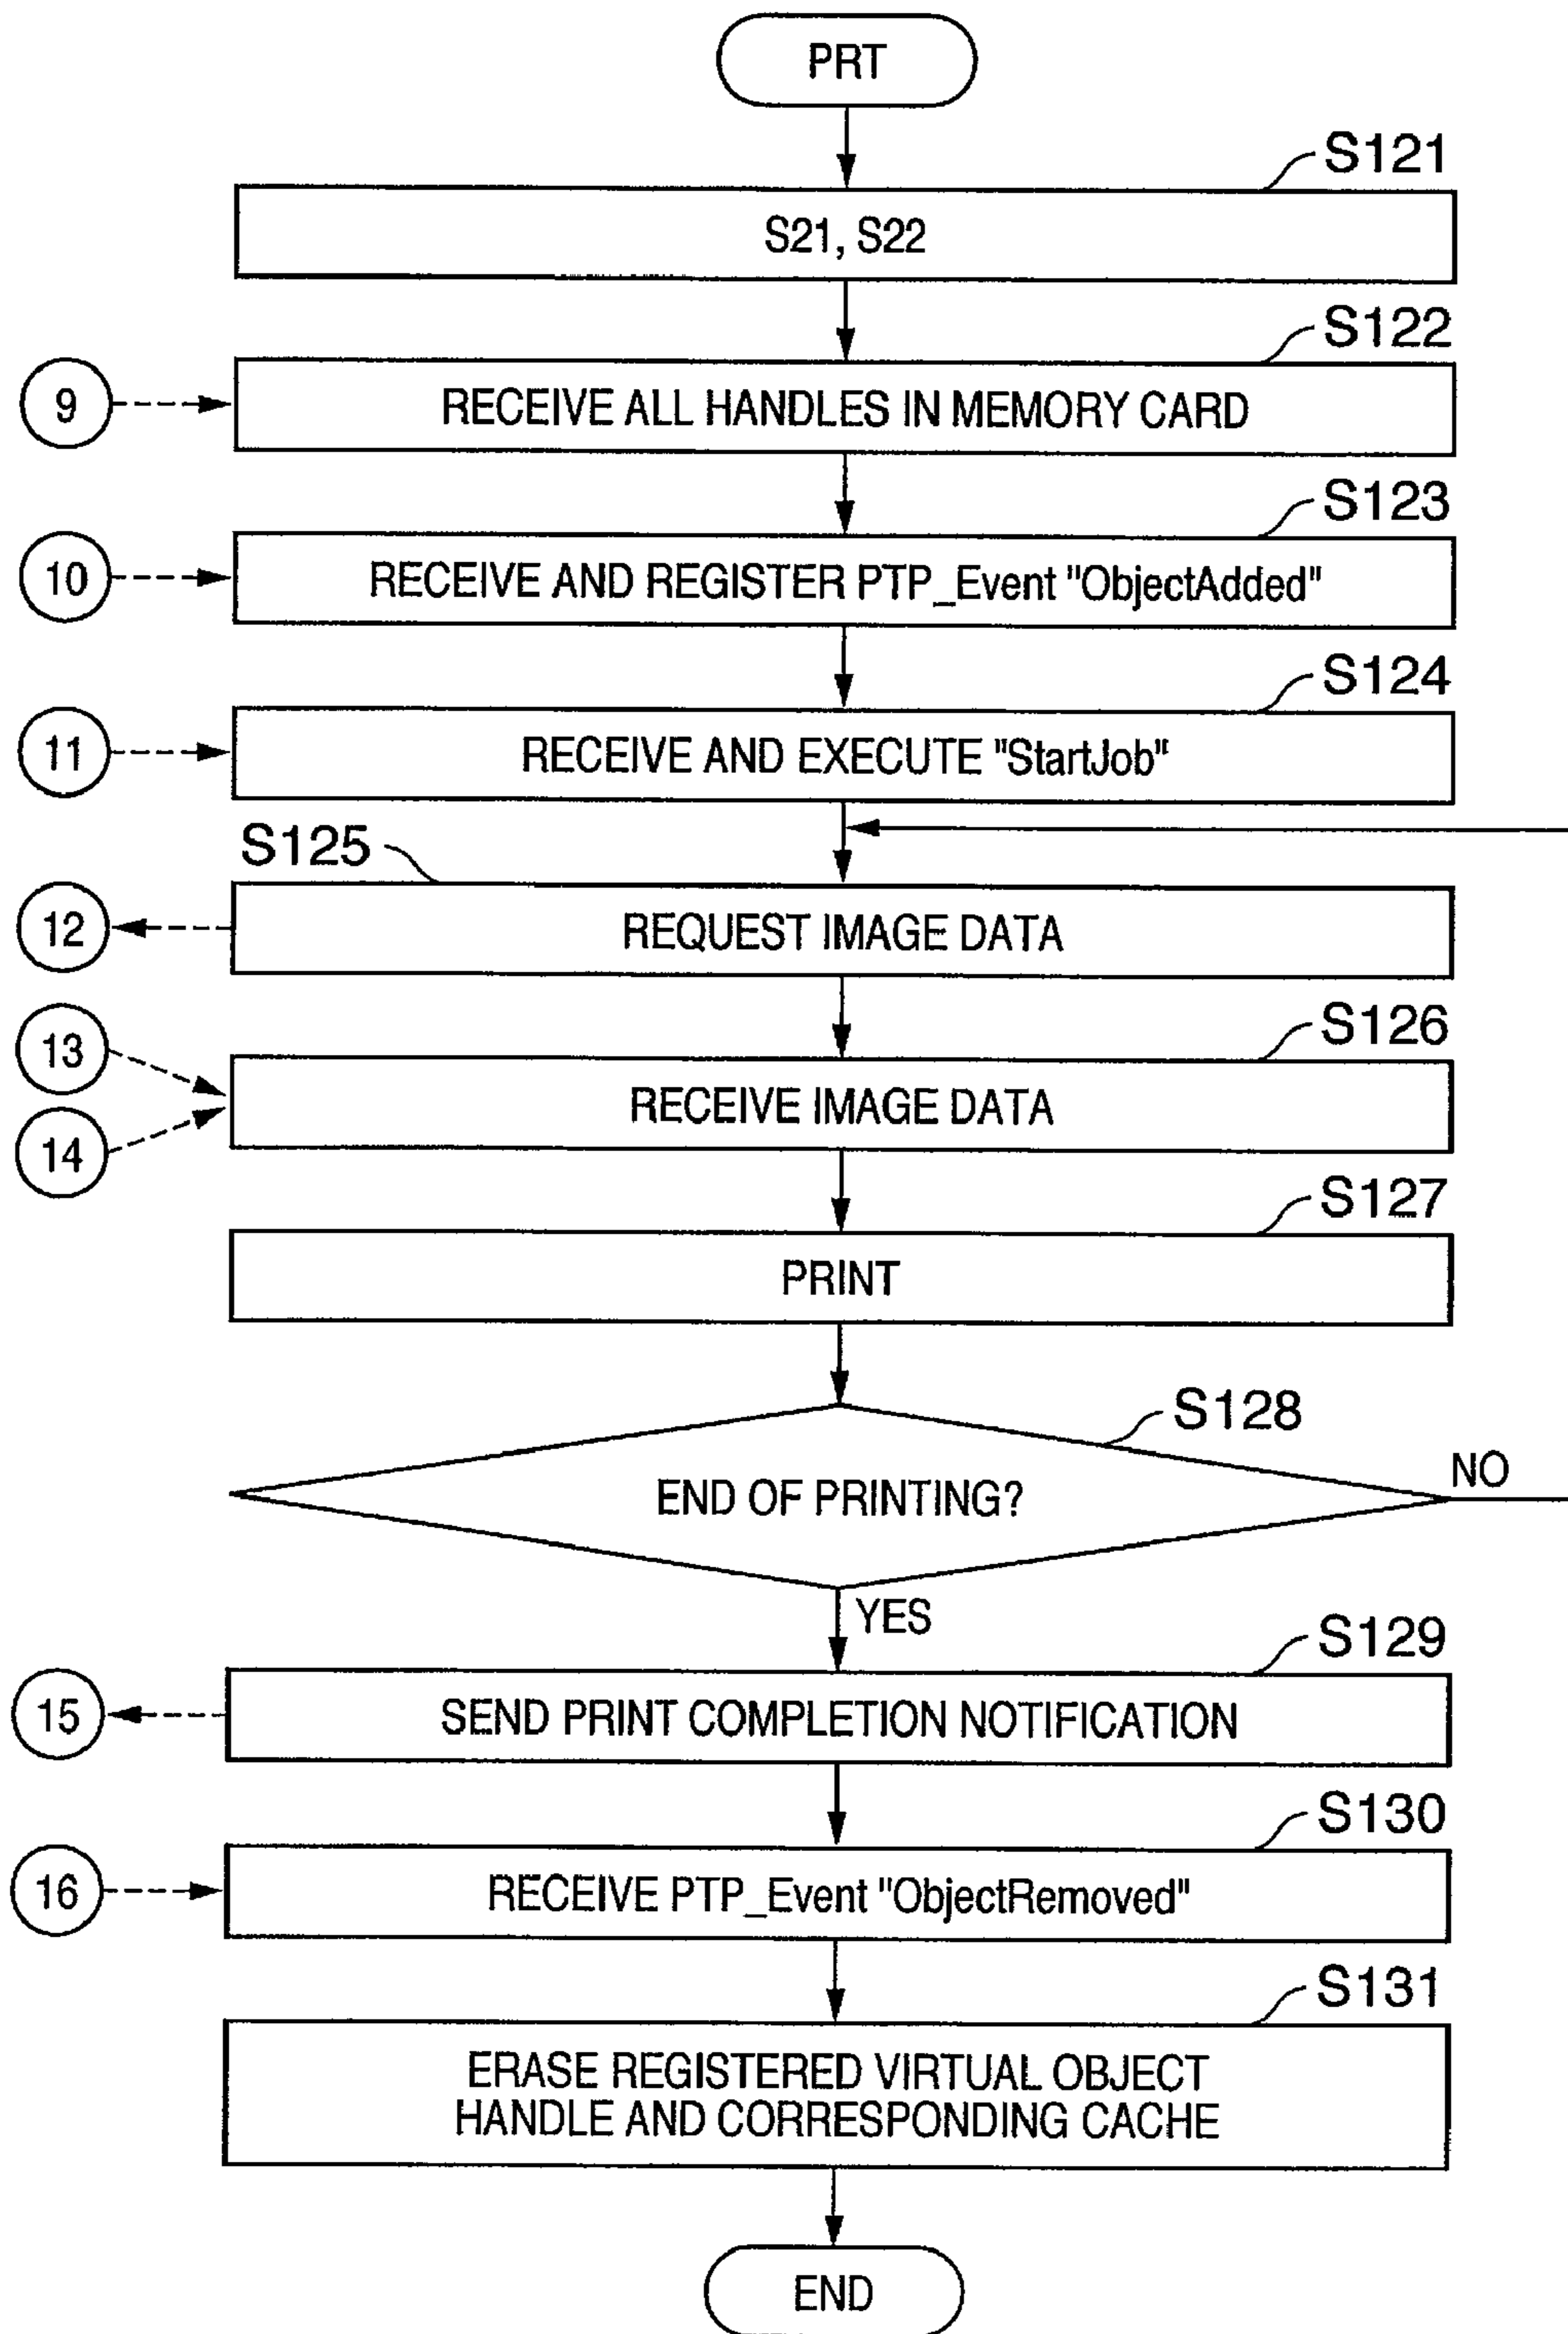 PRT
S121
S21, S22
S122
9
RECEIVE ALL HANDLES IN MEMORY CARD
S123
10
RECEIVE AND REGISTER PTP_Event "ObjectAdded"
S124
11
RECEIVE AND EXECUTE "StartJob"
S125
12
REQUEST IMAGE DATA
13
S126
RECEIVE IMAGE DATA
14
S127
PRINT
S128
END OF PRINTING?
NO
YES
S129
15
SEND PRINT COMPLETION NOTIFICATION
S130
16
RECEIVE PTP_Event "ObjectRemoved"
S131
ERASE REGISTERED VIRTUAL OBJECT
HANDLE AND CORRESPONDING CACHE
END